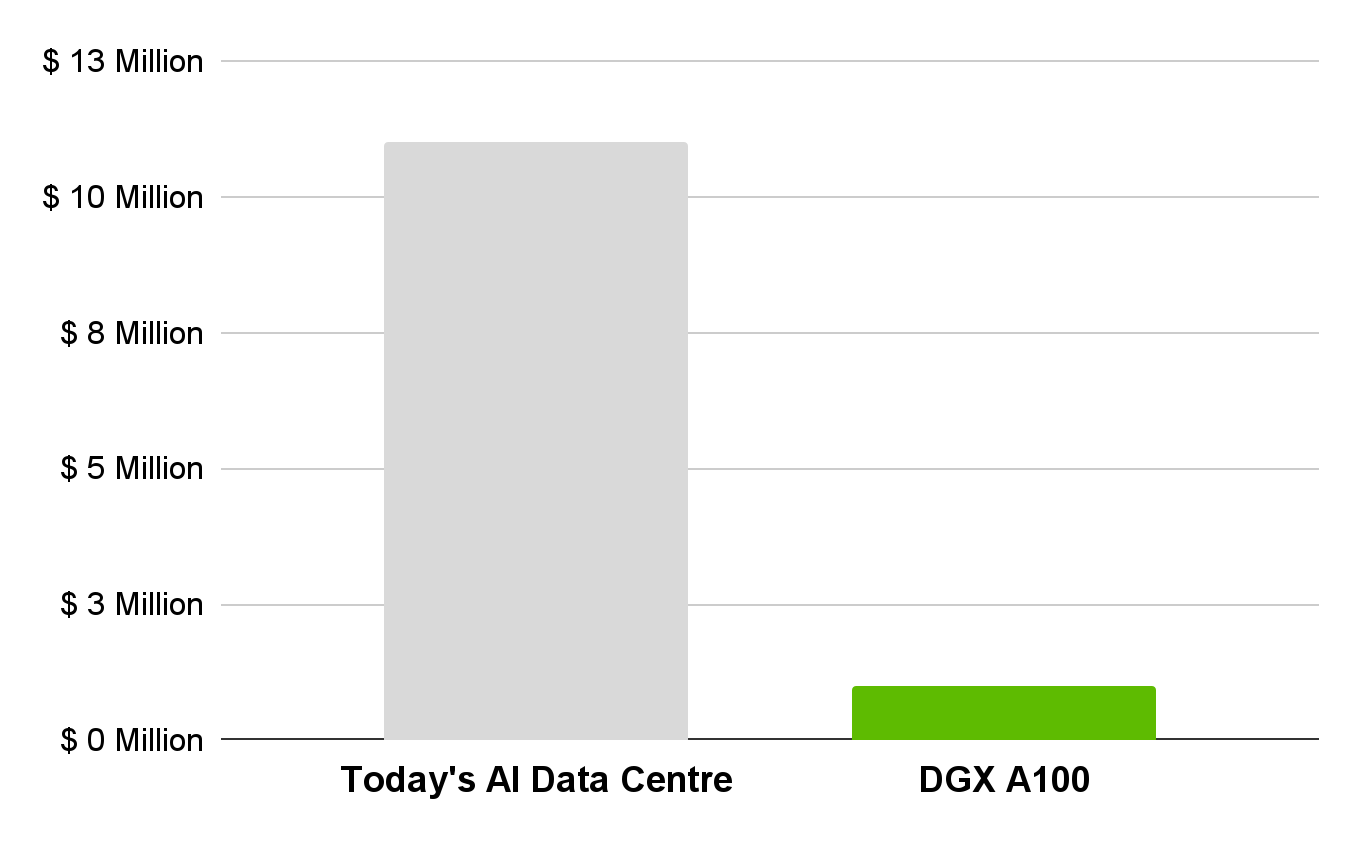 $ 13 Million
$ 10 Million
$ 8 Million
$ 5 Million
$ 3 Million
$ 0 Million
Today's AI Data Centre
DGX A100